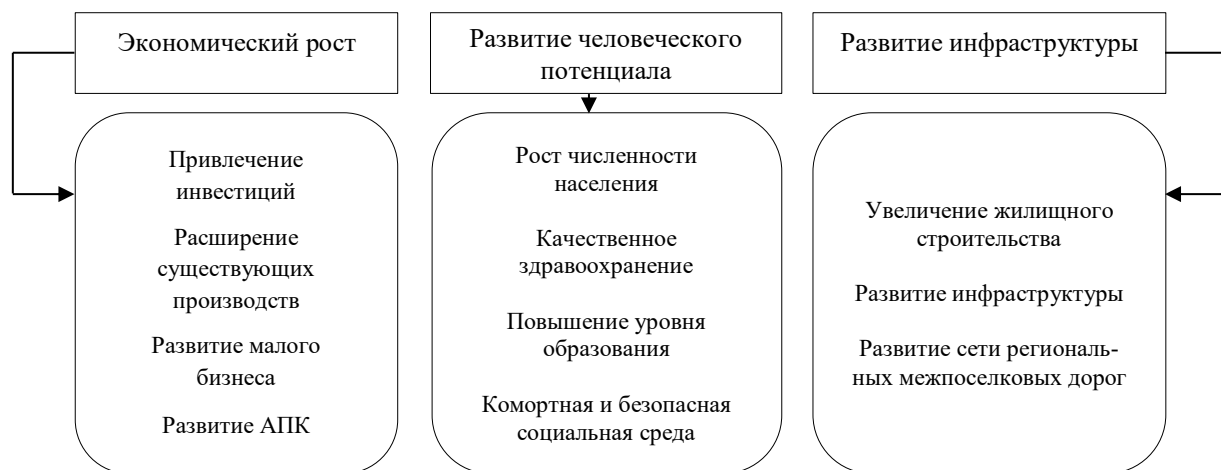 Экономический рост
Развитие человеческого
потенциала
Развитие инфраструктуры
Привлечение
инвестиций
Расширение
существующих
производств
Развитие малого
бизнеса
Развитие АПК
Рост численности
населения
Качественное
здравоохранение
Повышение уровня
образования
Комортная и безопасная
социальная среда
Увеличение жилищного
строительства
Развитие инфраструктуры
Развитие сети региональ-
ных межпоселковых дорог